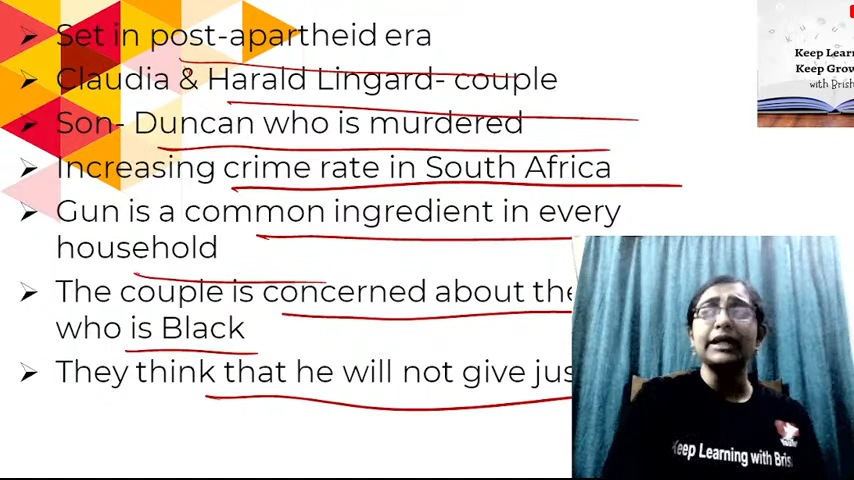 Set in post-apartheid era
Claudia & Harald Lingard- couple
Son- Duncan who is murdered
Increasing crime rate in South Africa
Gun is a common ingredient in every
household
The couple is concerned about the
who is Black
They think that he will not give jus
Keep Lear
Keep Grow
with Brish
Keep Learning with Bris